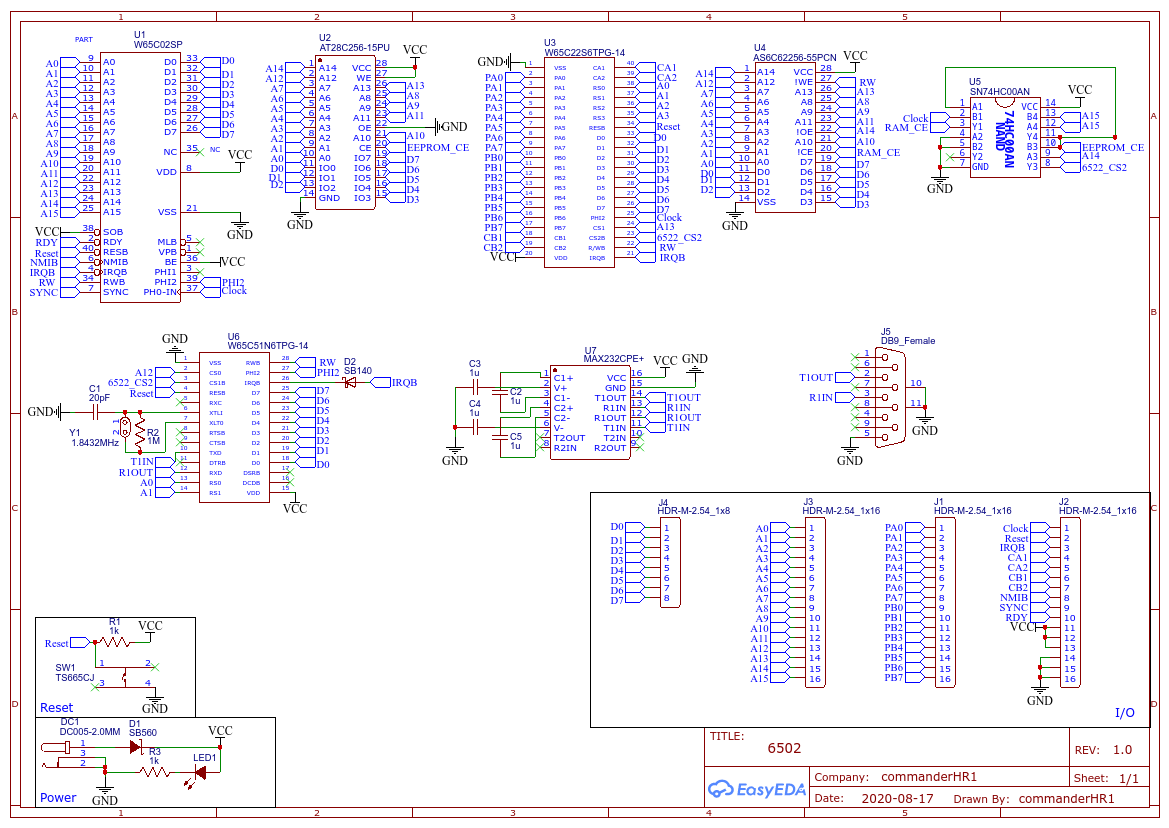 1 2 3 4 5
A
B
C
D
PART
U1
W65C02SP
A0 9 A0 D0 33 D0
A1 10 A1 D1 32 D1
A2 11 A2 D2 31 D2
A3 12 A3 D3 30 D3
A4 13 A4 D4 29 D4
A5 14 A5 D5 28 D5
A6 15 A6 D6 27 D6
A7 16 A7 D7 26 D7
A8 17 A8
A9 18 A9 NC 35 NC
A10 19 A10
A11 20 A11 VDD 8 VCC
A12 21 A12
A13 22 A13
A14 24 A14
A15 25 A15 VSS 21 GND
VCC 38 SOB
RDY 2 RDY MLB 5
Reset 40 RESB VPB 1
NMIB 6 NMIB BE 36 VCC
IRQB 4 IRQB PHI1 3
RW 34 RWB PHI2 39 PHI2
SYNC 7 SYNC PH0-IN 37 Clock
U2
AT28C256-15PU
VCC
A14 1 A14 VCC 28
A12 2 A12 WE 27
A7 3 A7 A13 26 A13
A6 4 A6 A8 25 A8
A5 5 A5 A9 24 A9
A4 6 A4 A11 23 A11
A3 7 A3 OE 22 GND
A2 8 A2 A10 21 A10
A1 9 A1 CE 20 EEPROM_CE
A0 10 A0 IO7 19 D7
D0 11 IO0 IO6 18 D6
D1 12 IO1 IO5 17 D5
D2 13 IO2 IO4 16 D4
14 GND IO3 15 D3
GND
U3
W65C22S6TPG-14
GND 1 VSS CA1 40 CA1
PA0 2 PA0 CA2 39 CA2
PA1 3 PA1 RS0 38 A0
PA2 4 PA2 RS1 37 A1
PA3 5 PA3 RS2 36 A2
PA4 6 PA4 RS3 35 A3
PA5 7 PA5 RESB 34 Reset
PA6 8 PA6 D0 33 D0
PA7 9 PA7 D1 32 D1
PB0 10 PB0 D2 31 D2
PB1 11 PB1 D3 30 D3
PB2 12 PB2 D4 29 D4
PB3 13 PB3 D5 28 D5
PB4 14 PB4 D6 27 D6
PB5 15 PB5 D7 26 D7
PB6 16 PB6 PHI2 25 Clock
PB7 17 PB7 CS1 24 A13
CB1 18 CB1 CS2B 23 6522_CS2
CB2 19 CB2 R/WB 22 RW
VCC 20 VDD IRQB 21 IRQB
U4
AS6C62256-55PCN
VCC
A14 1 A14 VCC 28
A12 2 A12 !WE 27 RW
A7 3 A7 A13 26 A13
A6 4 A6 A8 25 A8
A5 5 A5 A9 24 A9
A4 6 A4 A11 23 A11
A3 7 A3 !OE 22 A14
A2 8 A2 A10 21 A10
A1 9 A1 !CE 20 RAM_CE
A0 10 A0 D7 19 D7
D0 11 D0 D6 18 D6
D1 12 D1 D5 17 D5
D2 13 D2 D4 16 D4
14 VSS D3 15 D3
GND
U5
SN74HC00AN
VCC
1 A1 VCC 14
Clock 2 B1 B4 13 A15
RAM_CE 3 Y1 A4 12 A15
4 A2 Y4 11
5 B2 B3 10 EEPROM_CE
6 Y2 A3 9 A14
7 GND Y3 8 6522_CS2
74HC00AN
NAND
GND
U6
W65C51N6TPG-14
GND
1 VSS RWB 28 RW
A12 2 CS0 PHI2 27 PHI2
6522_CS2 3 CS1B IRQB 26
Reset 4 RESB D7 25 D7
5 RXC D6 24 D6
6 XTLI D5 23 D5
7 XLT0 D4 22 D4
8 RTSB D3 21 D3
9 CTSB D2 20 D2
10 TXD D1 19 D1
T1IN 11 DTRB D0 18 D0
R1OUT 12 RXD DSRB 17
A0 13 RS0 DCDB 16
A1 14 RS1 VDD 15
VCC
D2
SB140
IRQB
C1
20pF
GND
Y1
1.8432MHz
1 2
R2
1M
U7
MAX232CPE+
VCC GND
1 C1+ VCC 16
2 V+ GND 15
3 C1- T1OUT 14 T1OUT
4 C2+ R1IN 13 R1IN
5 C2- R1OUT 12 R1OUT
6 V- T1IN 11 T1IN
7 T2OUT T2IN 10
8 R2IN R2OUT 9
C3
1u
C2
1u
C4
1u
C5
1u
GND
J5
DB9_Female
1
6
T1OUT 2
7 10
R1IN 3
8 11
4
9
5
GND
GND
J4
HDR-M-2.54_1x8
D0 1
D1 2
D2 3
D3 4
D4 5
D5 6
D6 7
D7 8
J3
HDR-M-2.54_1x16
A0 1
A1 2
A2 3
A3 4
A4 5
A5 6
A6 7
A7 8
A8 9
A9 10
A10 11
A11 12
A12 13
A13 14
A14 15
A15 16
J1
HDR-M-2.54_1x16
PA0 1
PA1 2
PA2 3
PA3 4
PA4 5
PA5 6
PA6 7
PA7 8
PB0 9
PB1 10
PB2 11
PB3 12
PB4 13
PB5 14
PB6 15
PB7 16
J2
HDR-M-2.54_1x16
Clock 1
Reset 2
IRQB 3
CA1 4
CA2 5
CB1 6
CB2 7
NMIB 8
SYNC 9
RDY 10
VCC 11
12
13
14
15
16
GND
I/O
R1
1k
VCC
Reset
SW1
TS665CJ
1 2
3 4
GND
Reset
DC1
DC005-2.0MM
1
3
2
D1
SB560
R3
1k
LED1
VCC
GND
Power
TITLE:
6502
REV: 1.0
EasyEDA
Company: commanderHR1
Sheet: 1/1
Date: 2020-08-17 Drawn By: commanderHR1
1 2 3 4 5